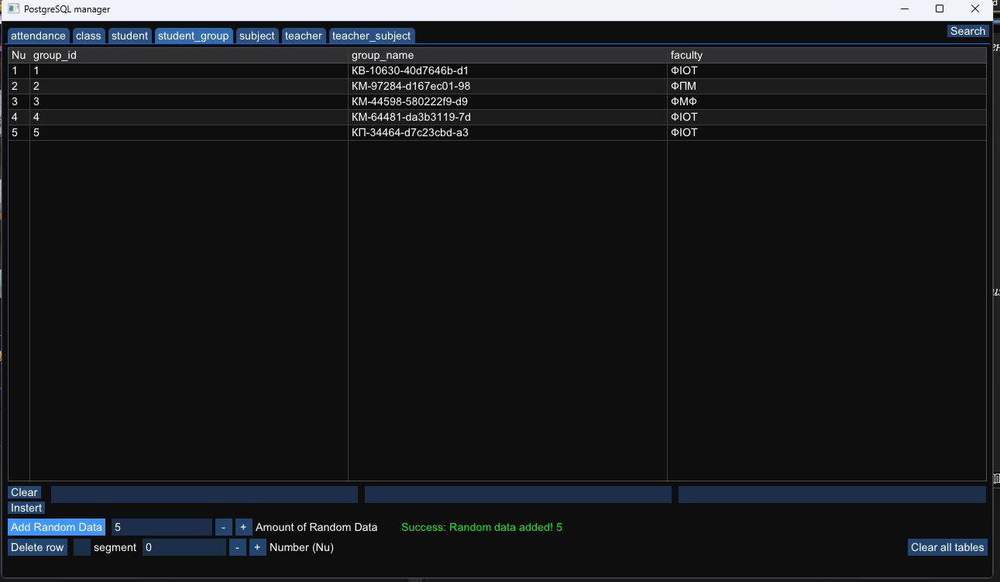 PostgreSQL manager
attendance class student student_group subject teacher teacher_subject Search
Nu group_id group_name faculty
1 1 КВ-10630-40d7646b-d1 ФІОТ
2 2 КМ-97284-d167ec01-98 ФПМ
3 3 КМ-44598-580222f9-d9 ФМФ
4 4 КМ-64481-da3b3119-7d ФІОТ
5 5 КП-34464-d7c23cbd-a3 ФІОТ
Clear
Instert
Add Random Data 5 - + Amount of Random Data Success: Random data added! 5
Delete row segment 0 - + Number (Nu) Clear all tables